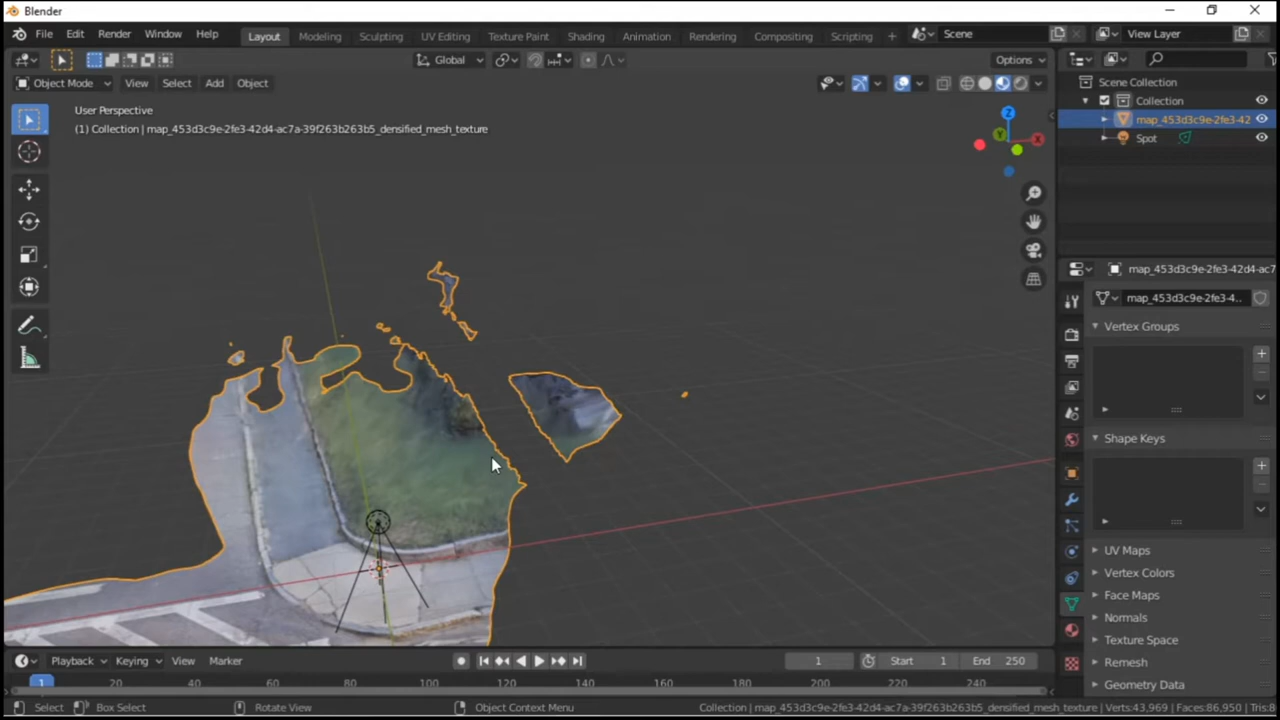 Blender
File Edit Render Window Help Layout Modeling Sculpting UV Editing Texture Paint Shading Animation Rendering Compositing Scripting Scene View Layer
Global Options
Object Mode View Select Add Object
User Perspective
(1) Collection | map_453d3c9e-2fe3-42d4-ac7a-39f263b263b5_densified_mesh_texture
Z
Y
X
Scene Collection
Collection
map_453d3c9e-2fe3-42
Spot
map_453d3c9e-2fe3-42d4-ac7
map_453d3c9e-2fe3-4..
Vertex Groups
Shape Keys
UV Maps
Vertex Colors
Face Maps
Normals
Texture Space
Remesh
Geometry Data
Playback Keying View Marker 1 Start 1 End 250
1 20 40 60 80 100 120 140 160 180 200 220 240
Select Box Select Rotate View Object Context Menu Collection | map_453d3c9e-2fe3-42d4-ac7a-39f263b263b5_densified_mesh_texture | Verts:43,969 | Faces:86,950 | Tris:8